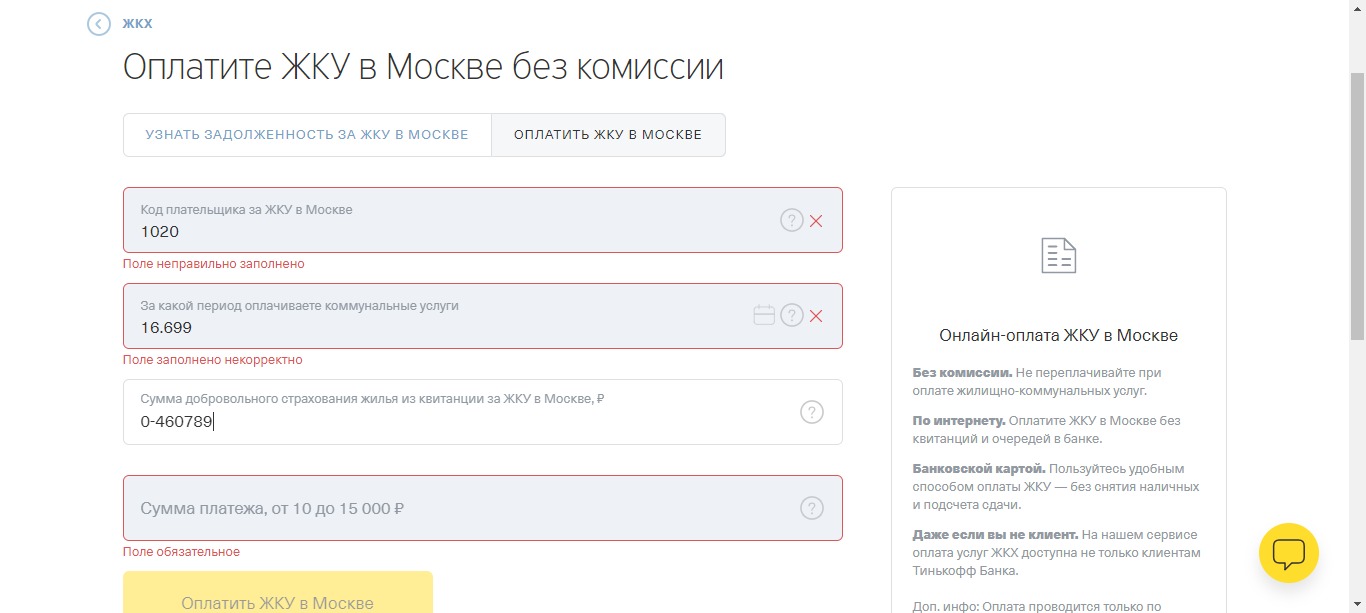 ЖКХ
Оплатите ЖКУ в Москве без комиссии
УЗНАТЬ ЗАДОЛЖЕННОСТЬ ЗА ЖКУ В МОСКВЕ
ОПЛАТИТЬ ЖКУ В МОСКВЕ
Код плательщика за ЖКУ в Москве
1020
Поле неправильно заполнено
За какой период оплачиваете коммунальные услуги
16.699
Поле заполнено некорректно
Сумма добровольного страхования жилья из квитанции за ЖКУ в Москве, ₽
0-460789
Сумма платежа, от 10 до 15 000 ₽
Поле обязательное
Оплатить ЖКУ в Москве
Онлайн-оплата ЖКУ в Москве
Без комиссии. Не переплачивайте при
оплате жилищно-коммунальных услуг.
По интернету. Оплатите ЖКУ в Москве без
квитанций и очередей в банке.
Банковской картой. Пользуйтесь удобным
способом оплаты ЖКУ — без снятия наличных
и подсчета сдачи.
Даже если вы не клиент. На нашем сервисе
оплата услуг ЖКХ доступна не только клиентам
Тинькофф Банка.
Доп. инфо: Оплата проводится только по